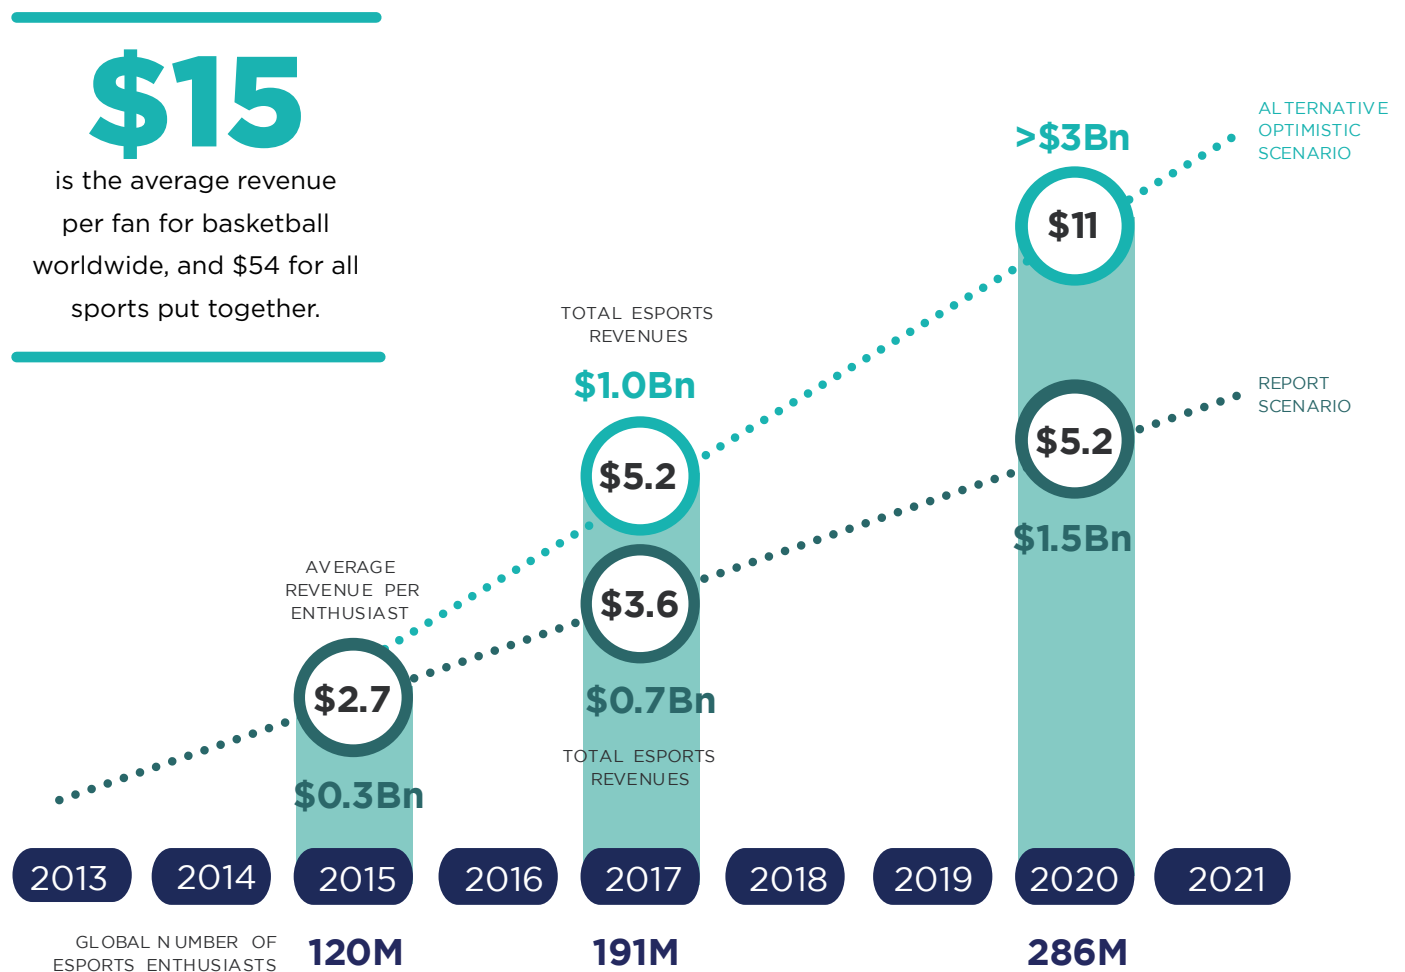 $15
is the average revenue
per fan for basketball
worldwide, and $54 for all
sports put together.
ALTERNATIVE
OPTIMISTIC
SCENARIO
>$3Bn
$11
TOTAL ESPORTS
REVENUES
$1.0Bn
REPORT
SCENARIO
$5.2
$5.2
$1.5Bn
AVERAGE
REVENUE PER
ENTHUSIAST
$3.6
$2.7
$0.7Bn
TOTAL ESPORTS
REVENUES
$0.3Bn
2013 2014 2015 2016 2017 2018 2019 2020 2021
GLOBAL NUMBER OF
ESPORTS ENTHUSIASTS
120M 191M 286M